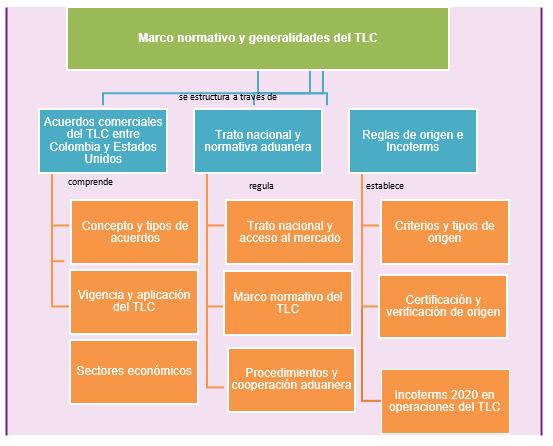 Marco normativo y generalidades del TLC
se estructura a través de
Acuerdos comerciales
del TLC entre
Colombia y Estados
Unidos
Trato nacional y
normativa aduanera
Reglas de origen e
Incoterms
comprende
regula
establece
Concepto y tipos de
acuerdos
Trato nacional y
acceso al mercado
Criterios y tipos de
origen
Vigencia y aplicación
del TLC
Marco normativo del
TLC
Certificación y
verificación de origen
Sectores económicos
Procedimientos y
cooperación aduanera
Incoterms 2020 en
operaciones del TLC